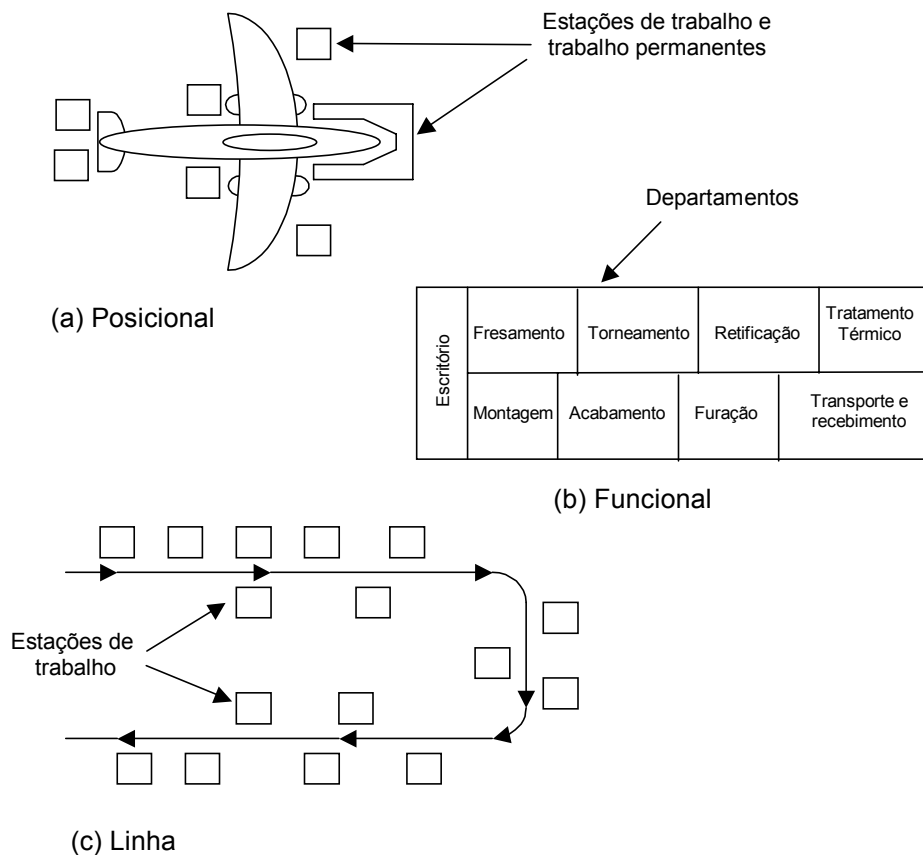 Estações de trabalho e
trabalho permanentes
(a) Posicional
Departamentos
Escritório
Fresamento
Torneamento
Retificação
Tratamento
Térmico
Montagem
Acabamento
Furação
Transporte e
recebimento
(b) Funcional
Estações de
trabalho
(c) Linha